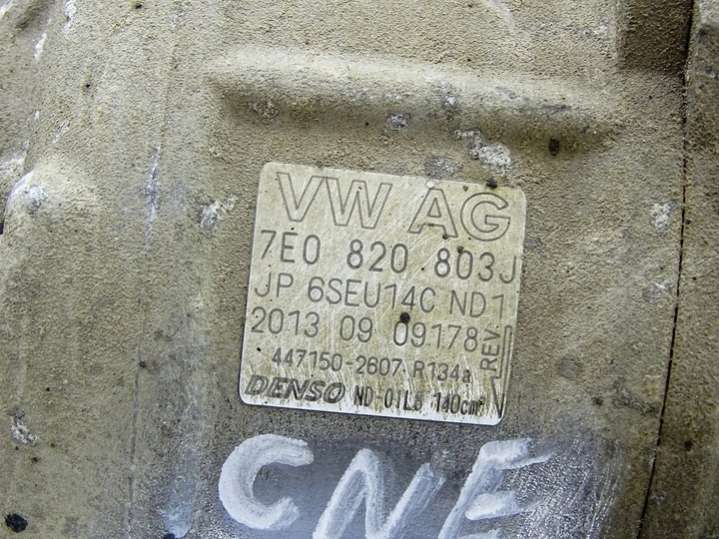 VW AG
7E0 820 803J
JP 6SEU14C ND1
2013 09 09178 REV.
447150-2607 R134a
DENSO ND-OIL8 140cm³
CNE